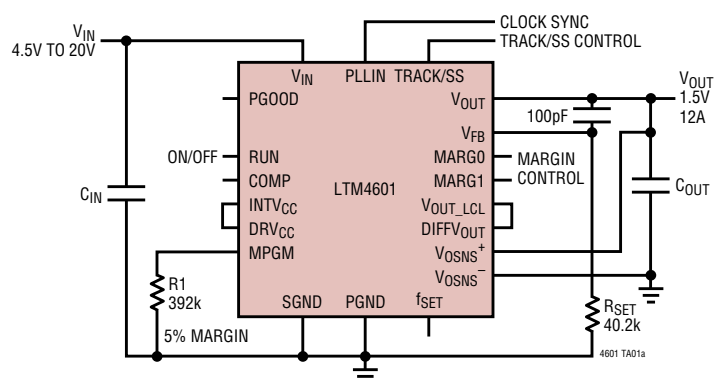 CLOCK SYNC
TRACK/SS CONTROL
VIN
4.5V TO 20V
VIN
PLLIN
TRACK/SS
PGOOD
VOUT
VOUT
1.5V
12A
100pF
VFB
ON/OFF
RUN
MARG0
MARGIN
CONTROL
COMP
MARG1
LTM4601
CIN
COUT
INTVCC
VOUT_LCL
DRVCC
DIFFVOUT
MPGM
VOSNS+
VOSNS–
R1
392k
SGND
PGND
fSET
RSET
40.2k
5% MARGIN
4601 TA01a